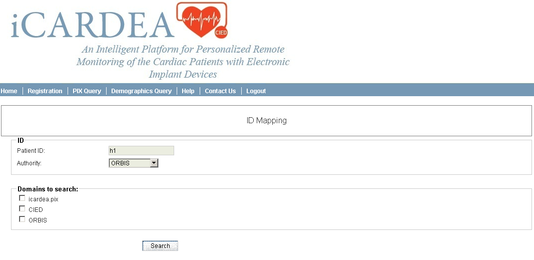 iCARDEA
CIED
An Intelligent Platform for Personalized Remote
Monitoring of the Cardiac Patients with Electronic
Implant Devices
Home | Registration | PIX Query | Demographics Query | Help | Contact Us | Logout
ID Mapping
ID
Patient ID: h1
Authority: ORBIS
Domains to search:
icardea pix
CIED
ORBIS
Search